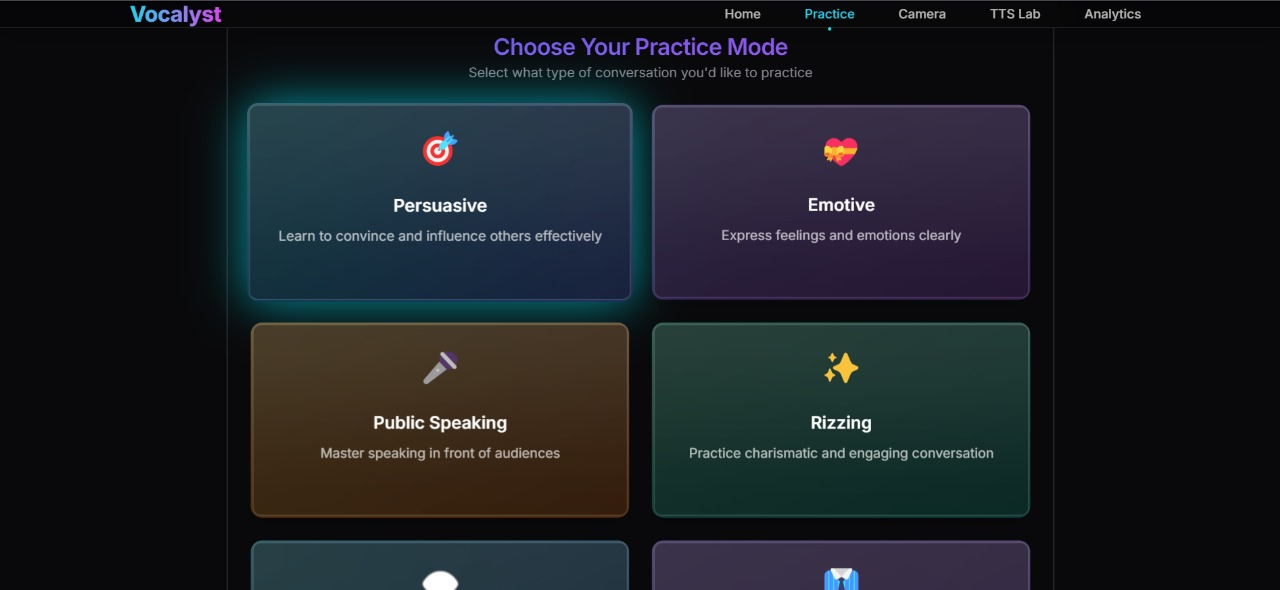 Vocalyst
Home
Practice
Camera
TTS Lab
Analytics
Choose Your Practice Mode
Select what type of conversation you'd like to practice
Persuasive
Learn to convince and influence others effectively
Emotive
Express feelings and emotions clearly
Public Speaking
Master speaking in front of audiences
Rizzing
Practice charismatic and engaging conversation